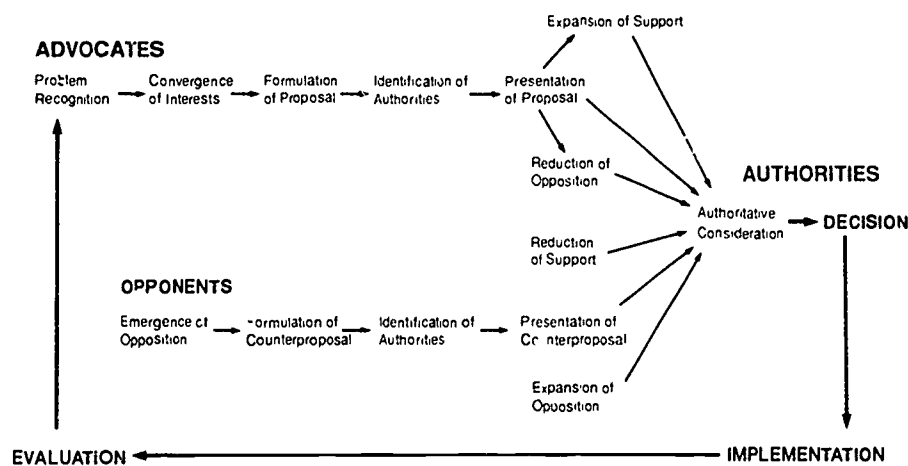 Expansion of Support
ADVOCATES
Problem
Recognition
Convergence
of Interests
Formulation
of Proposal
Identification of
Authorities
Presentation
of Proposal
Reduction of
Opposition
AUTHORITIES
Authoritative
Consideration
DECISION
Reduction
of Support
OPPONENTS
Emergence of
Opposition
Formulation of
Counterproposal
Identification of
Authorities
Presentation of
Counterproposal
Expansion of
Opposition
EVALUATION
IMPLEMENTATION